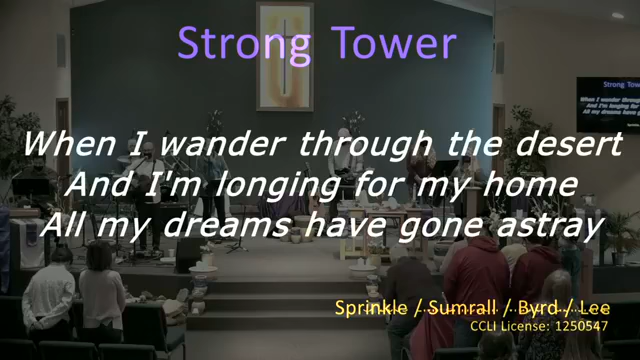 Strong Tower
When I wander through the desert
And I'm longing for my home
All my dreams have gone astray
Sprinkle / Sumrall / Byrd / Lee
CCLI License: 1250547